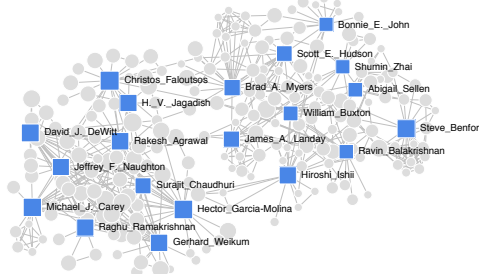 Bonnie_E._John
Scott_E._Hudson
Shumin_Zhai
Christos_Faloutsos
Brad_A._Myers
Abigail_Sellen
H._V._Jagadish
William_Buxton
David_J._DeWitt
Steve_Benfor
Rakesh_Agrawal
James_A._Landay
Ravin_Balakrishnan
Jeffrey_F._Naughton
Hiroshi_Ishii
Surajit_Chaudhuri
Michael_J._Carey
Hector_Garcia-Molina
Raghu_Ramakrishnan
Gerhard_Weikum